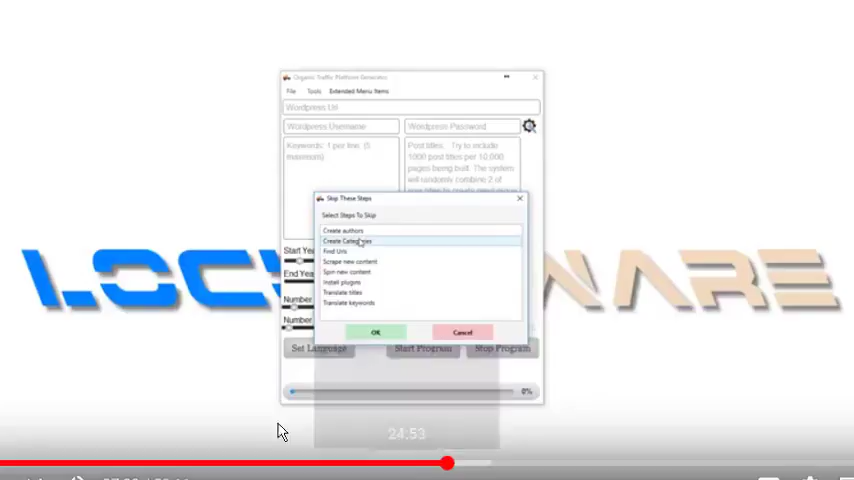 Organic Traffic Platform Generator
File Tools Extended Menu Items
Wordpress Url
Wordpress Username
Wordpress Password
Keywords: 1 per line. (5
maximum)
Post titles. Try to include
1000 post titles per 10,000
pages being built. The system
will randomly combine 2 of
Skip These Steps
Select Steps To Skip
Create authors
Create Categories
Find Urls
Scrape new content
Spin new content
Install plugins
Translate titles
Translate keywords
OK
Cancel
Start Ye
End Year
Number
Number
Set Language
Start Program
Stop Program
0%
24:53